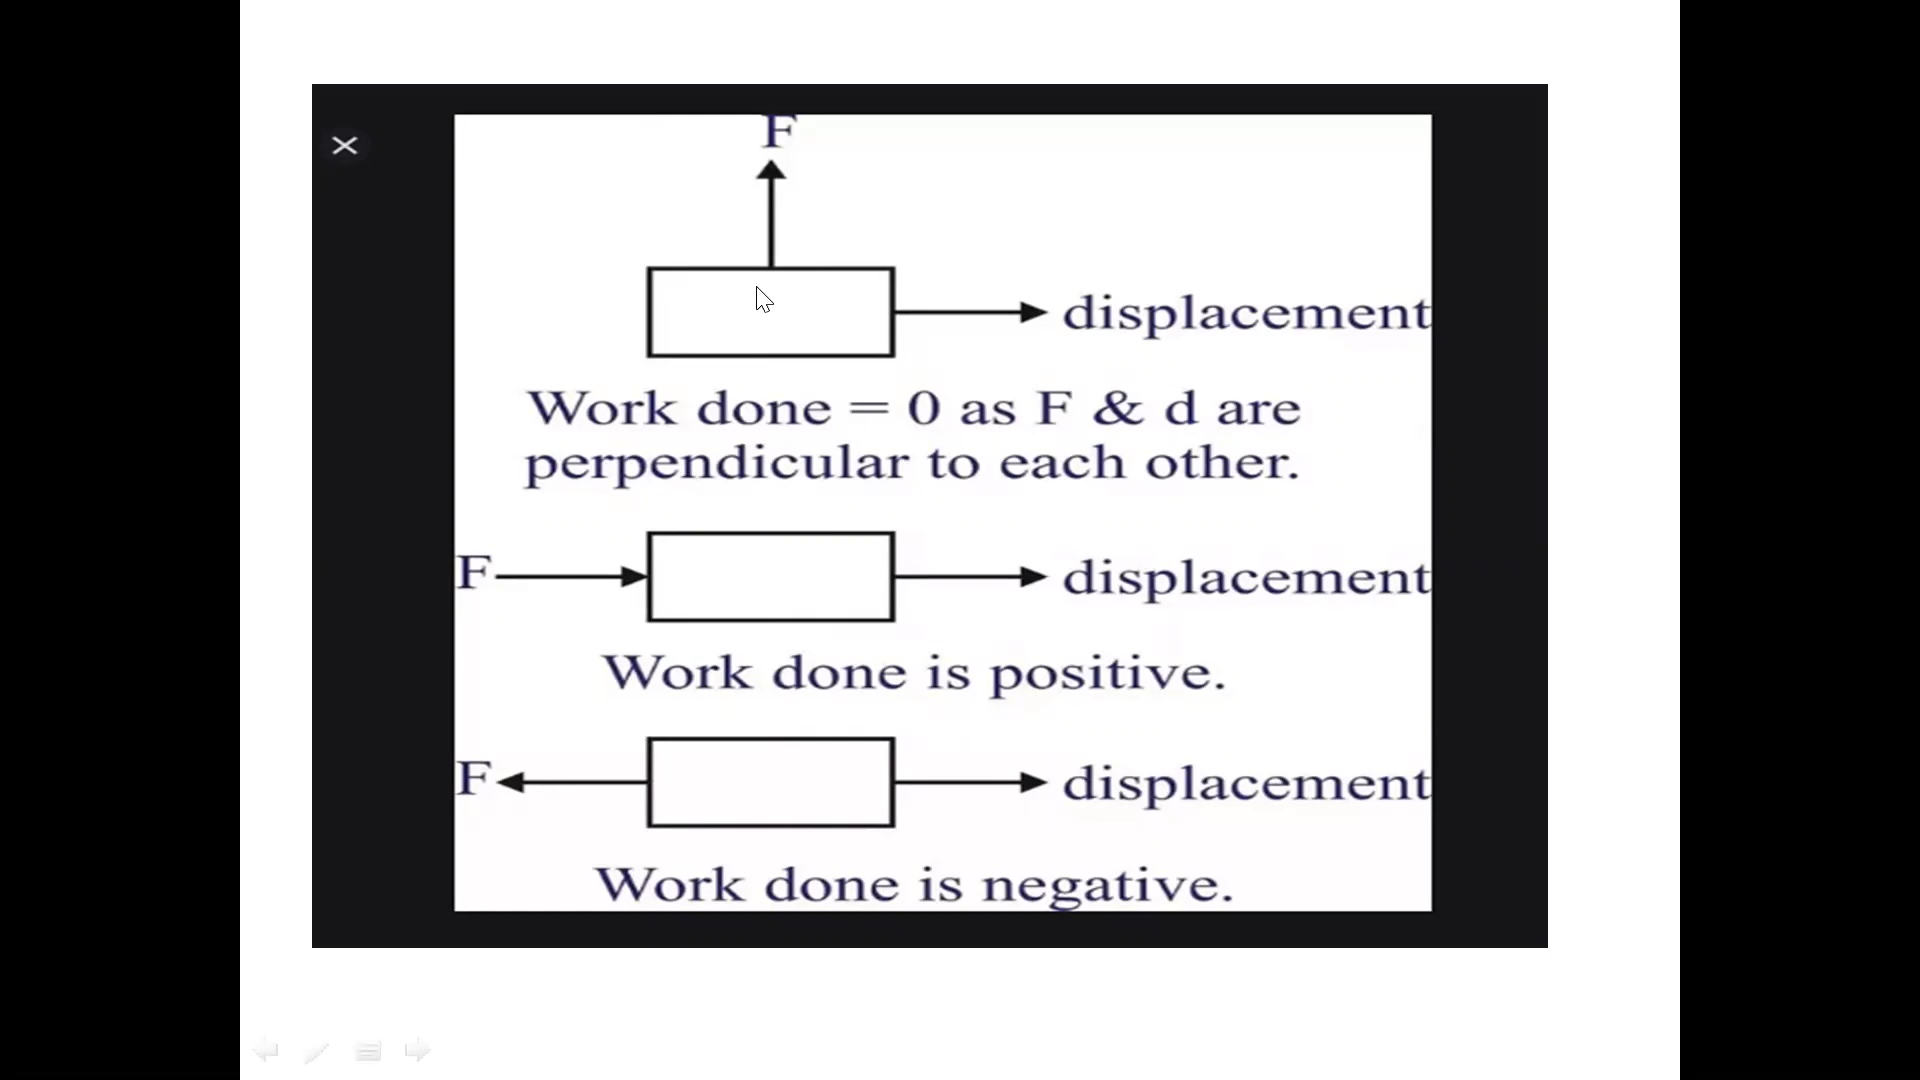 F
displacement
Work done = 0 as F & d are
perpendicular to each other.
F displacement
Work done is positive.
F displacement
Work done is negative.